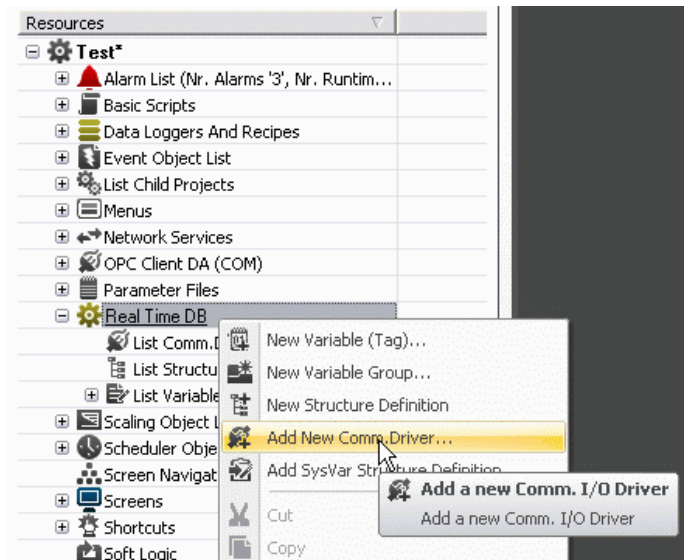 Resources
Test*
Alarm List (Nr. Alarms '3', Nr. Runtim...
Basic Scripts
Data Loggers And Recipes
Event Object List
List Child Projects
Menus
Network Services
OPC Client DA (COM)
Parameter Files
Real Time DB
List Comm.D
List Structu
List Variable
Scaling Object L
Scheduler Obje
Screen Navigat
Screens
Shortcuts
Soft Logic
New Variable (Tag)...
New Variable Group...
New Structure Definition
Add New Comm.Driver...
Add SysVar Structure Definition
Cut
Copy
Add a new Comm. I/O Driver
Add a new Comm. I/O Driver